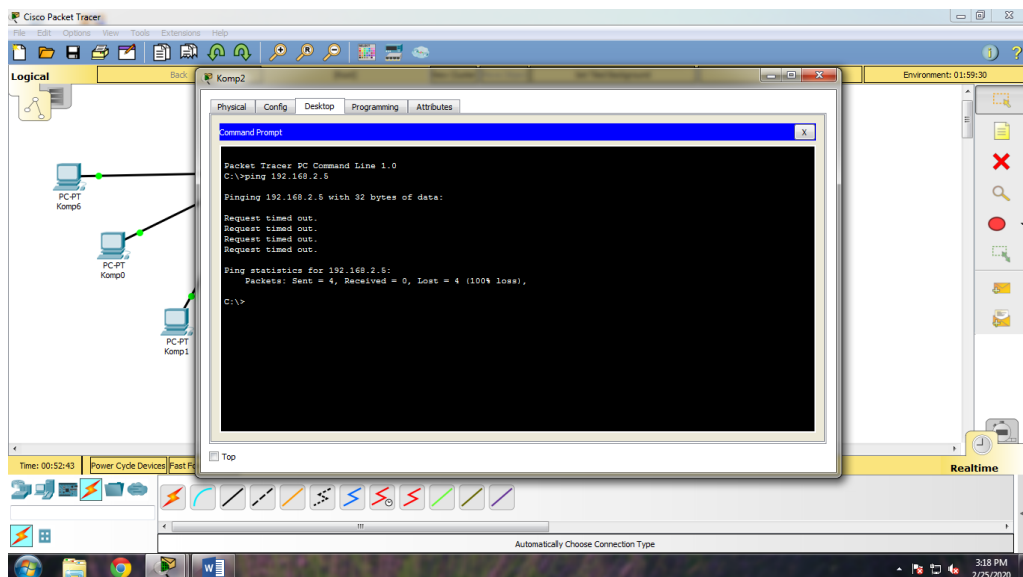 Cisco Packet Tracer
File Edit Options View Tools Extensions Help
Logical
Back
Komp2
Environment: 01:59:30
Physical Config Desktop Programming Attributes
Command Prompt
X
Packet Tracer PC Command Line 1.0
C:\>ping 192.168.2.5
Pinging 192.168.2.5 with 32 bytes of data:
Request timed out.
Request timed out.
Request timed out.
Request timed out.
Ping statistics for 192.168.2.5:
Packets: Sent = 4, Received = 0, Lost = 4 (100% loss),
C:\>
PC-PT
Komp6
PC-PT
Komp0
PC-PT
Komp1
Top
Time: 00:52:43 Power Cycle Devices Fast Fo
Realtime
Automatically Choose Connection Type
3:18 PM
2/25/2020